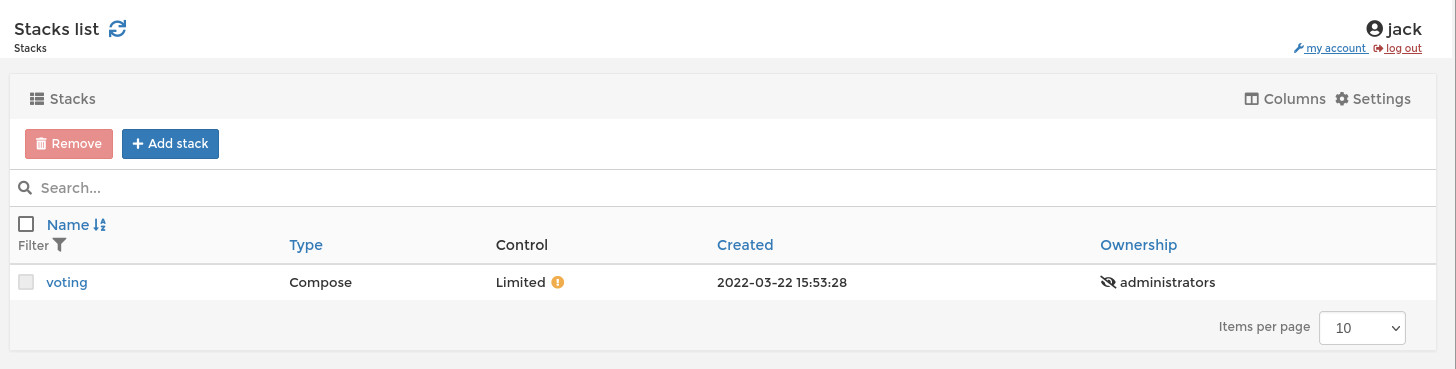 Stacks list
jack
Stacks
my account log out
Stacks
Columns Settings
Remove Add stack
Search...
Name
Filter
Type Control Created Ownership
voting Compose Limited 2022-03-22 15:53:28 administrators
Items per page 10